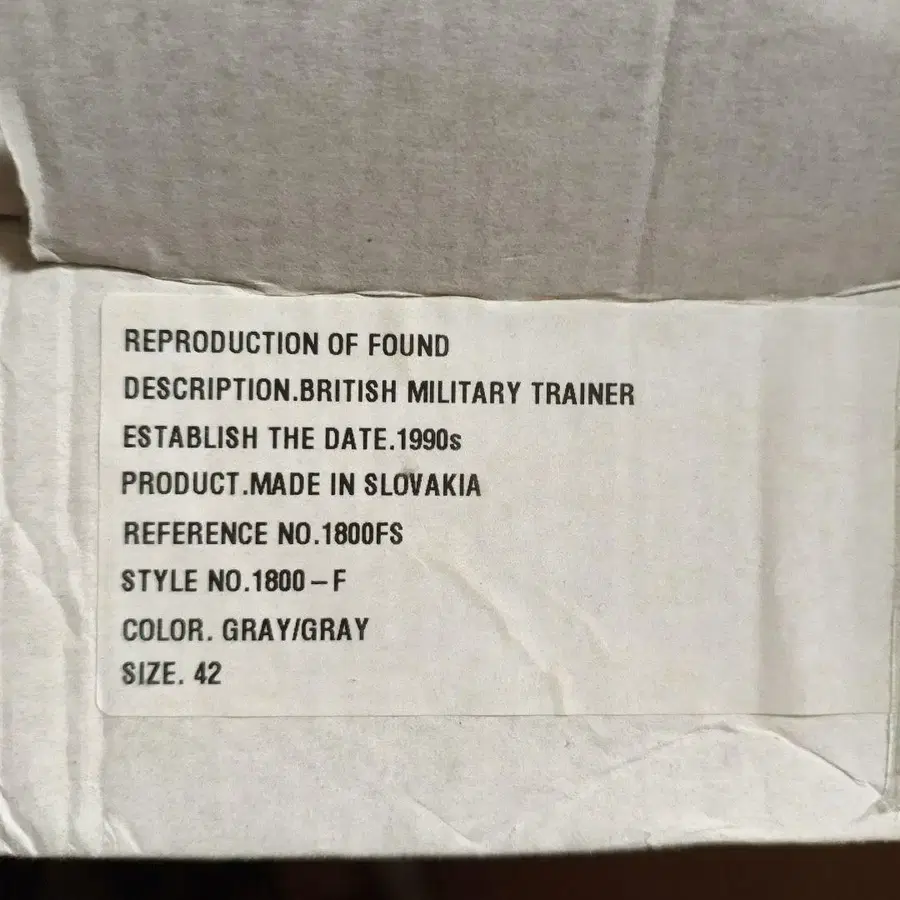 REPRODUCTION OF FOUND
DESCRIPTION.BRITISH MILITARY TRAINER
ESTABLISH THE DATE.1990s
PRODUCT.MADE IN SLOVAKIA
REFERENCE NO.1800FS
STYLE NO.1800–F
COLOR. GRAY/GRAY
SIZE. 42